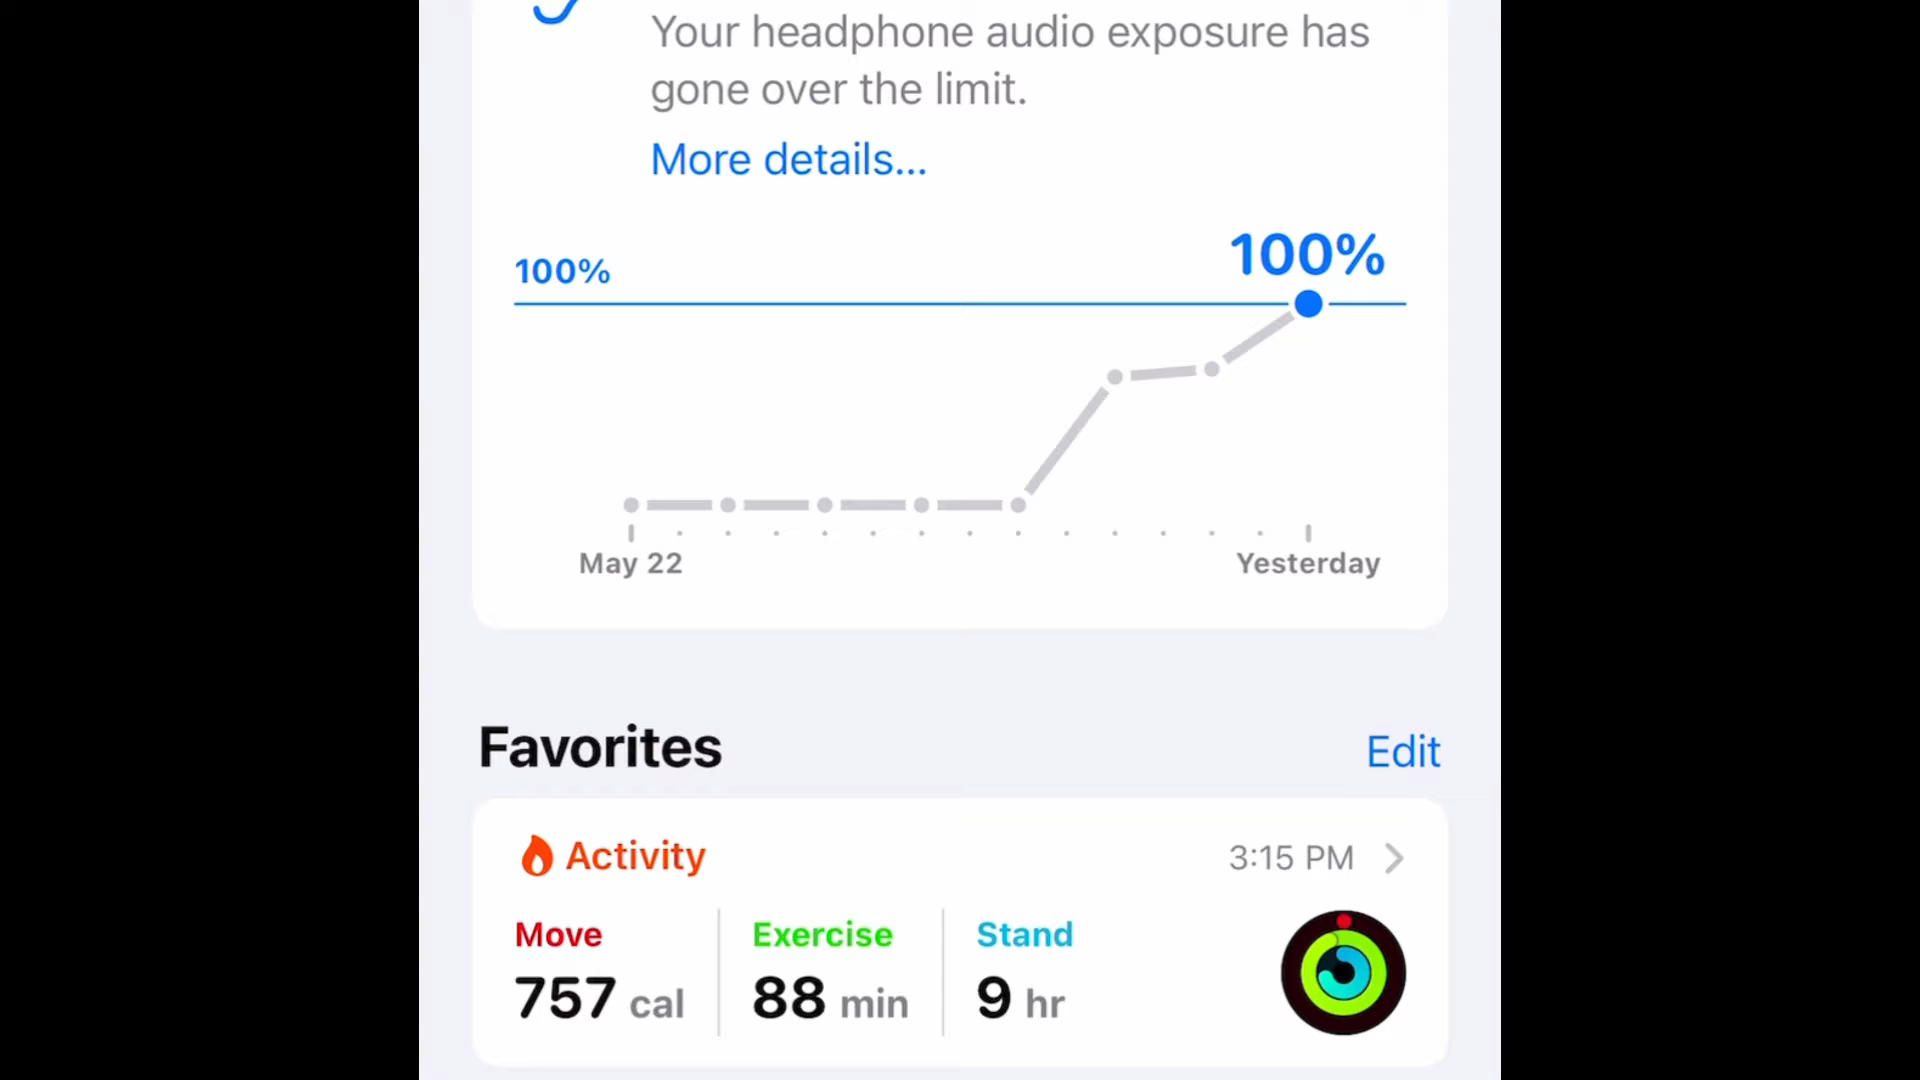 Your headphone audio exposure has
gone over the limit.
More details...
100%
100%
May 22
Yesterday
Favorites
Edit
Activity
3:15 PM
Move
Exercise
Stand
757 cal
88 min
9 hr